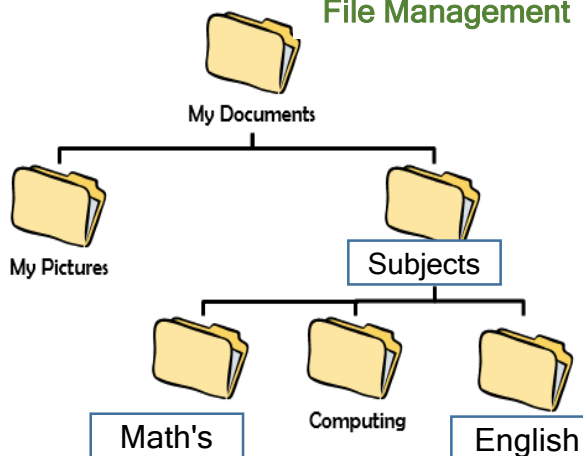 File Management
My Documents
My Pictures
Subjects
Math's
Computing
English